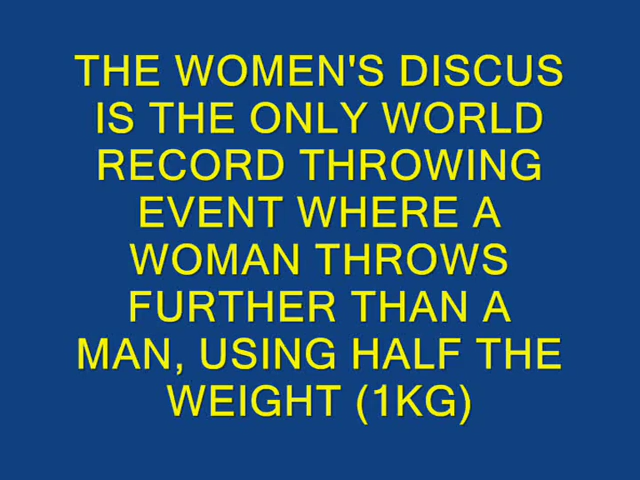 THE WOMEN'S DISCUS
IS THE ONLY WORLD
RECORD THROWING
EVENT WHERE A
WOMAN THROWS
FURTHER THAN A
MAN, USING HALF THE
WEIGHT (1KG)